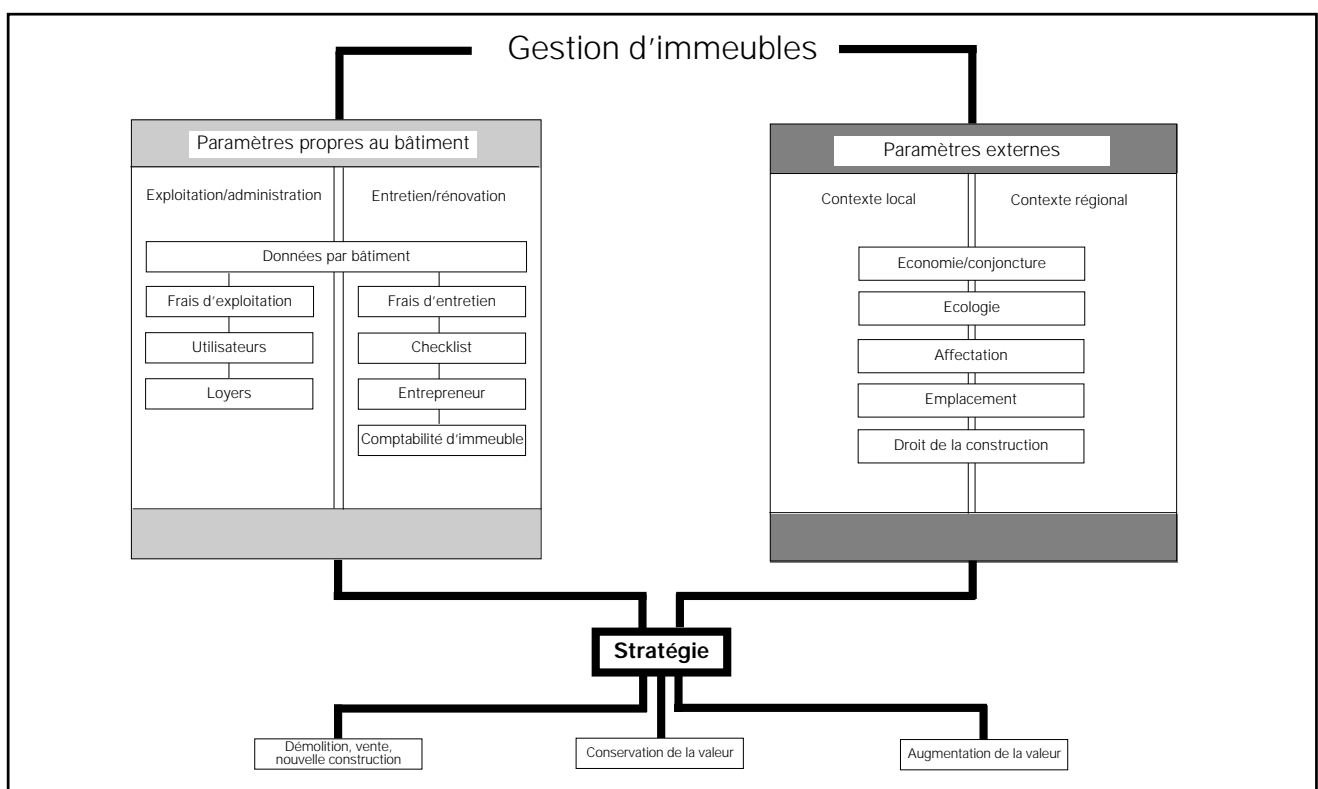 Gestion d'immeubles
Paramètres propres au bâtiment
Exploitation/administration
Entretien/rénovation
Données par bâtiment
Frais d'exploitation
Frais d'entretien
Utilisateurs
Checklist
Loyers
Entrepreneur
Comptabilité d'immeuble
Paramètres externes
Contexte local
Contexte régional
Economie/conjoncture
Ecologie
Affectation
Emplacement
Droit de la construction
Stratégie
Démolition, vente,
nouvelle construction
Conservation de la valeur
Augmentation de la valeur